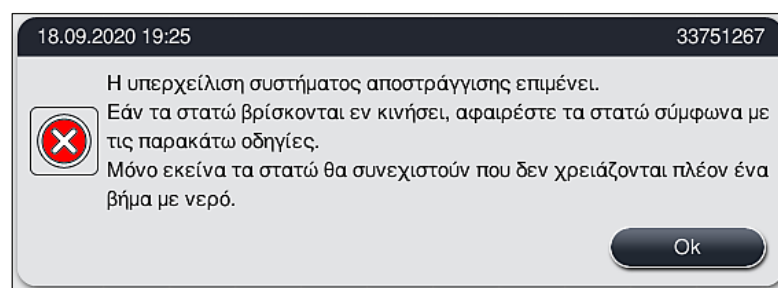 18.09.2020 19:25 33751267
Η υπερχείλιση συστήματος αποστράγγισης επιμένει.
Εάν τα στατώ βρίσκονται εν κινήσει, αφαιρέστε τα στατώ σύμφωνα με
τις παρακάτω οδηγίες.
Μόνο εκείνα τα στατώ θα συνεχιστούν που δεν χρειάζονται πλέον ένα
βήμα με νερό.
Ok